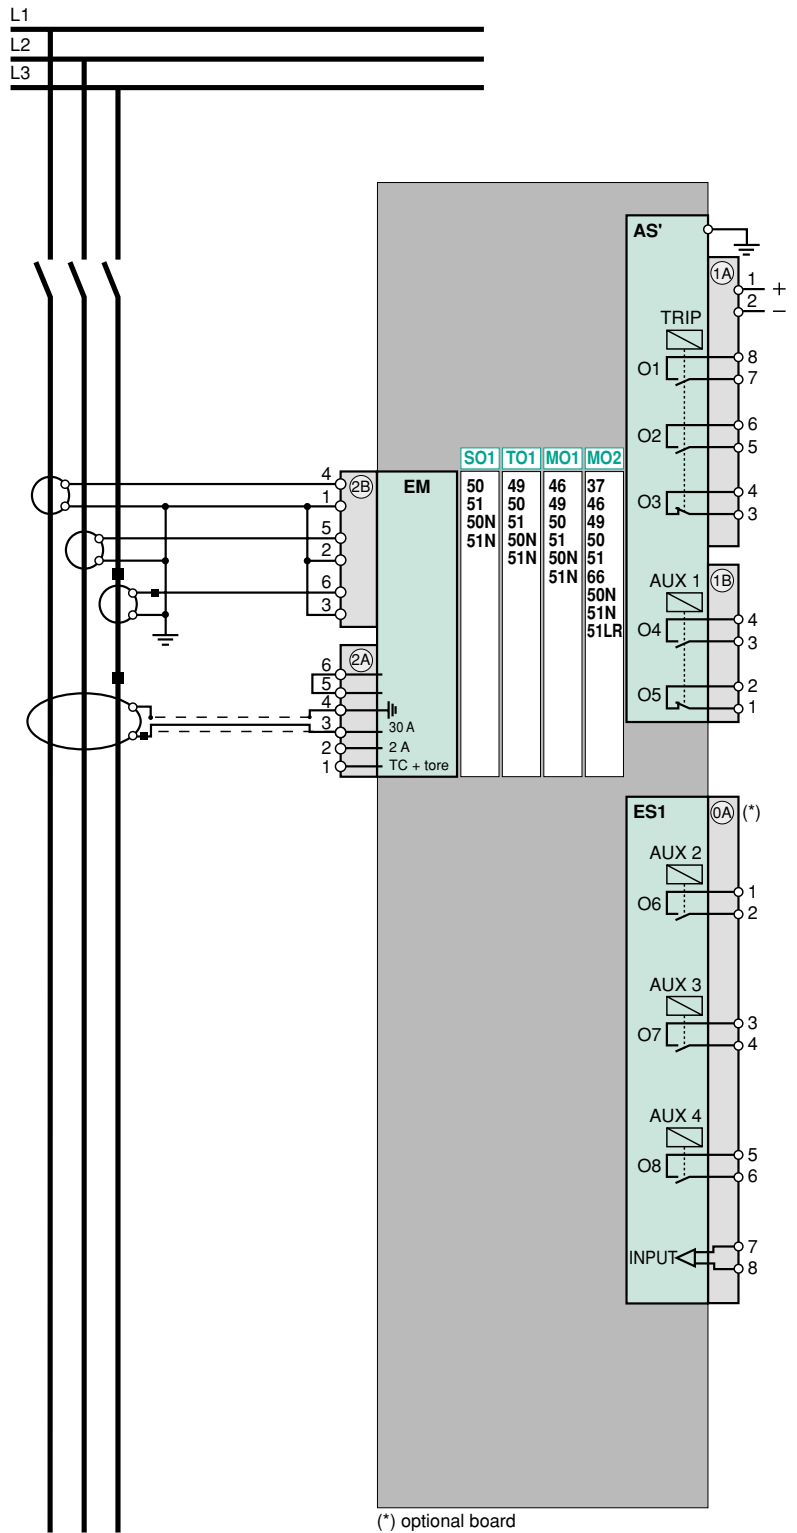 L1
L2
L3
AS'
1A
1 +
2 −
TRIP
O1
8
7
O2
6
5
O3
4
3
AUX 1
1B
O4
4
3
O5
2
1
4
1
5
2
6
3
2B
EM
SO1 TO1 MO1 MO2
50 49 46 37
51 50 49 46
50N 51 50 49
51N 50N 51 50
51N 50N 51
51N 66
50N
51N
51LR
2A
6
5
4
3 30 A
2 2 A
1 TC + tore
ES1
0A (*)
AUX 2
O6
1
2
AUX 3
O7
3
4
AUX 4
O8
5
6
INPUT
7
8
(*) optional board